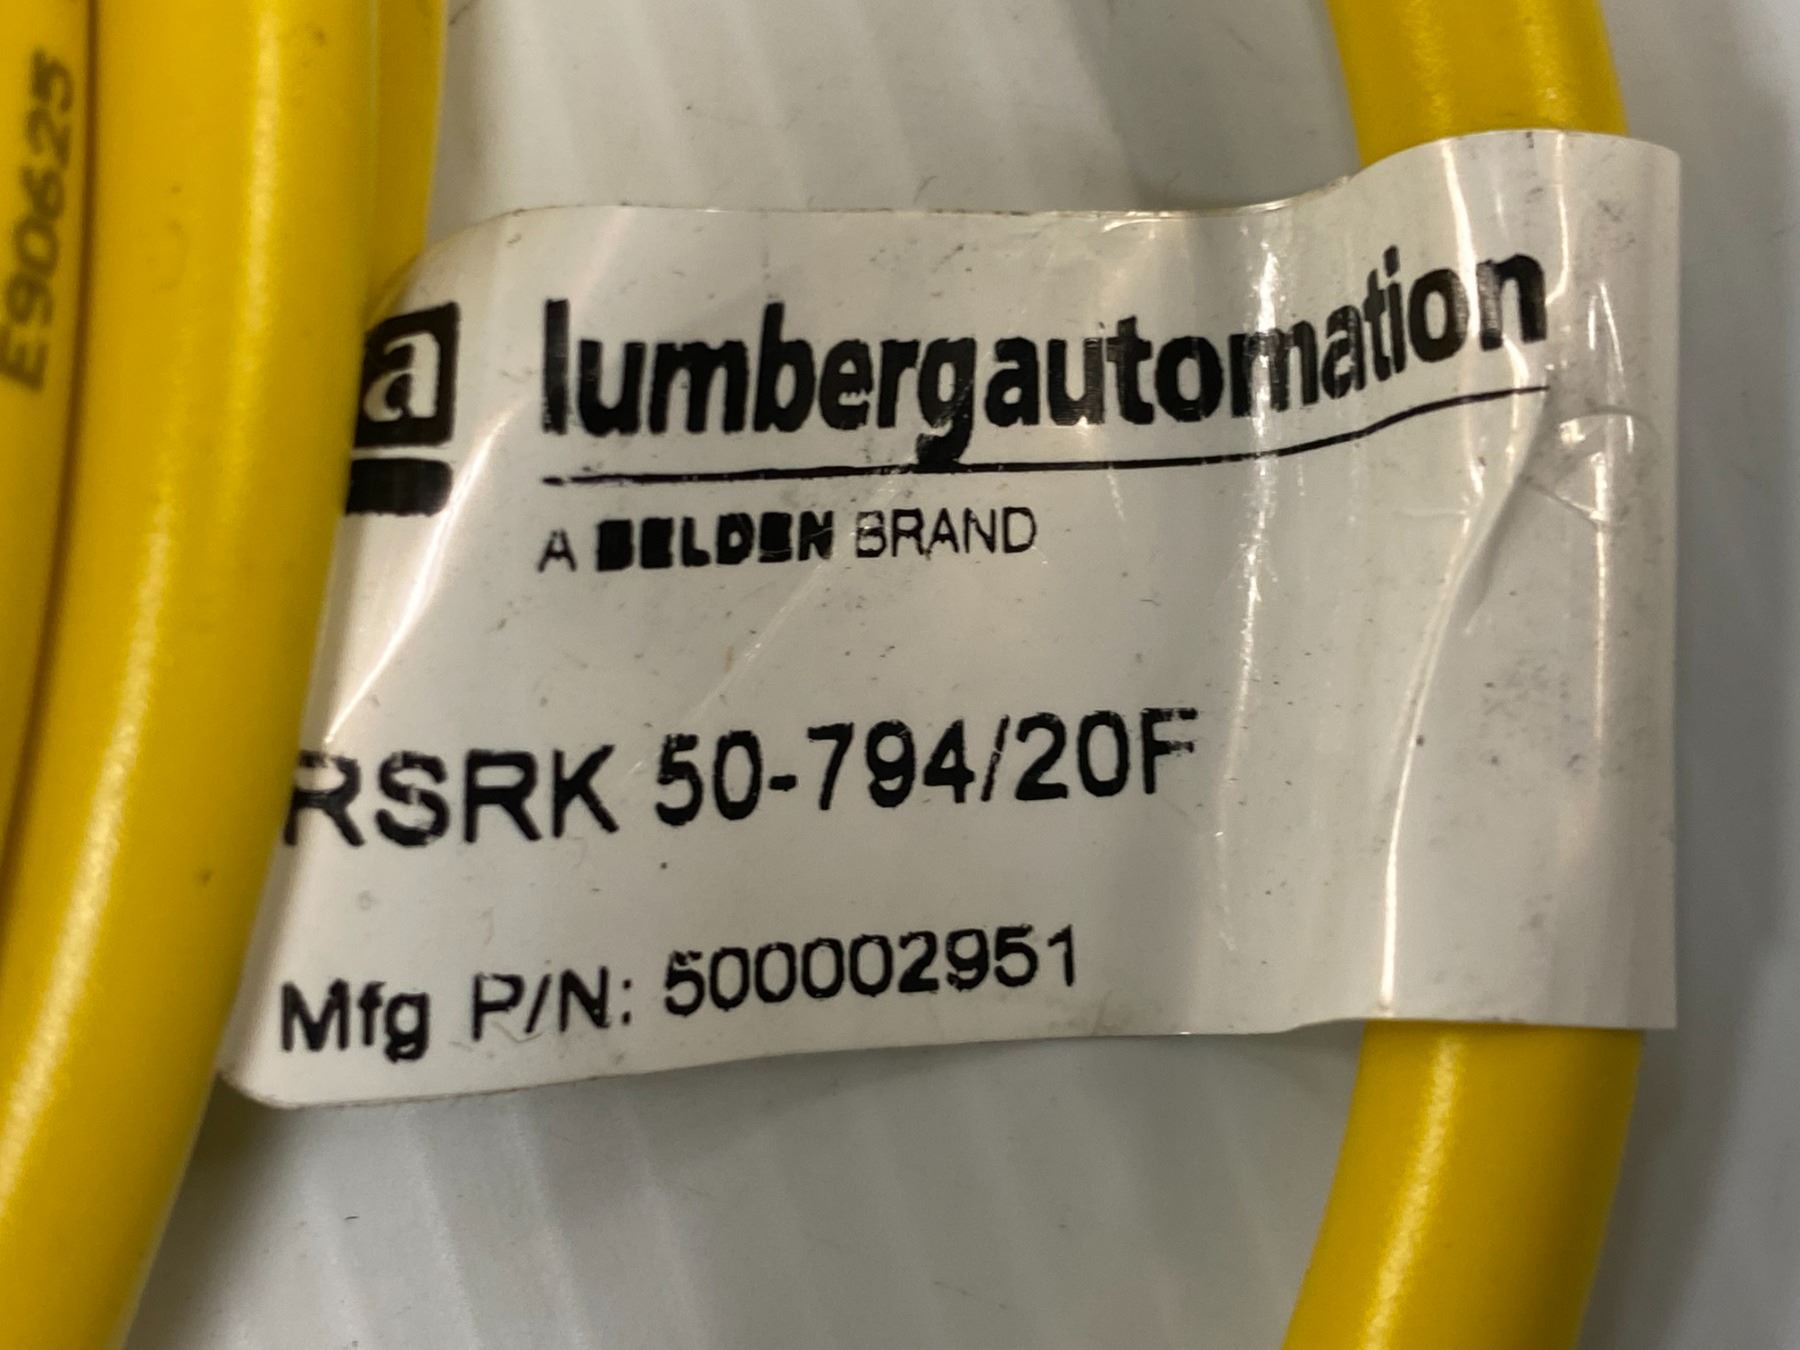 E90625
a lumbergautomation
A BELDEN BRAND
RSRK 50-794/20F
Mfg P/N: 500002951